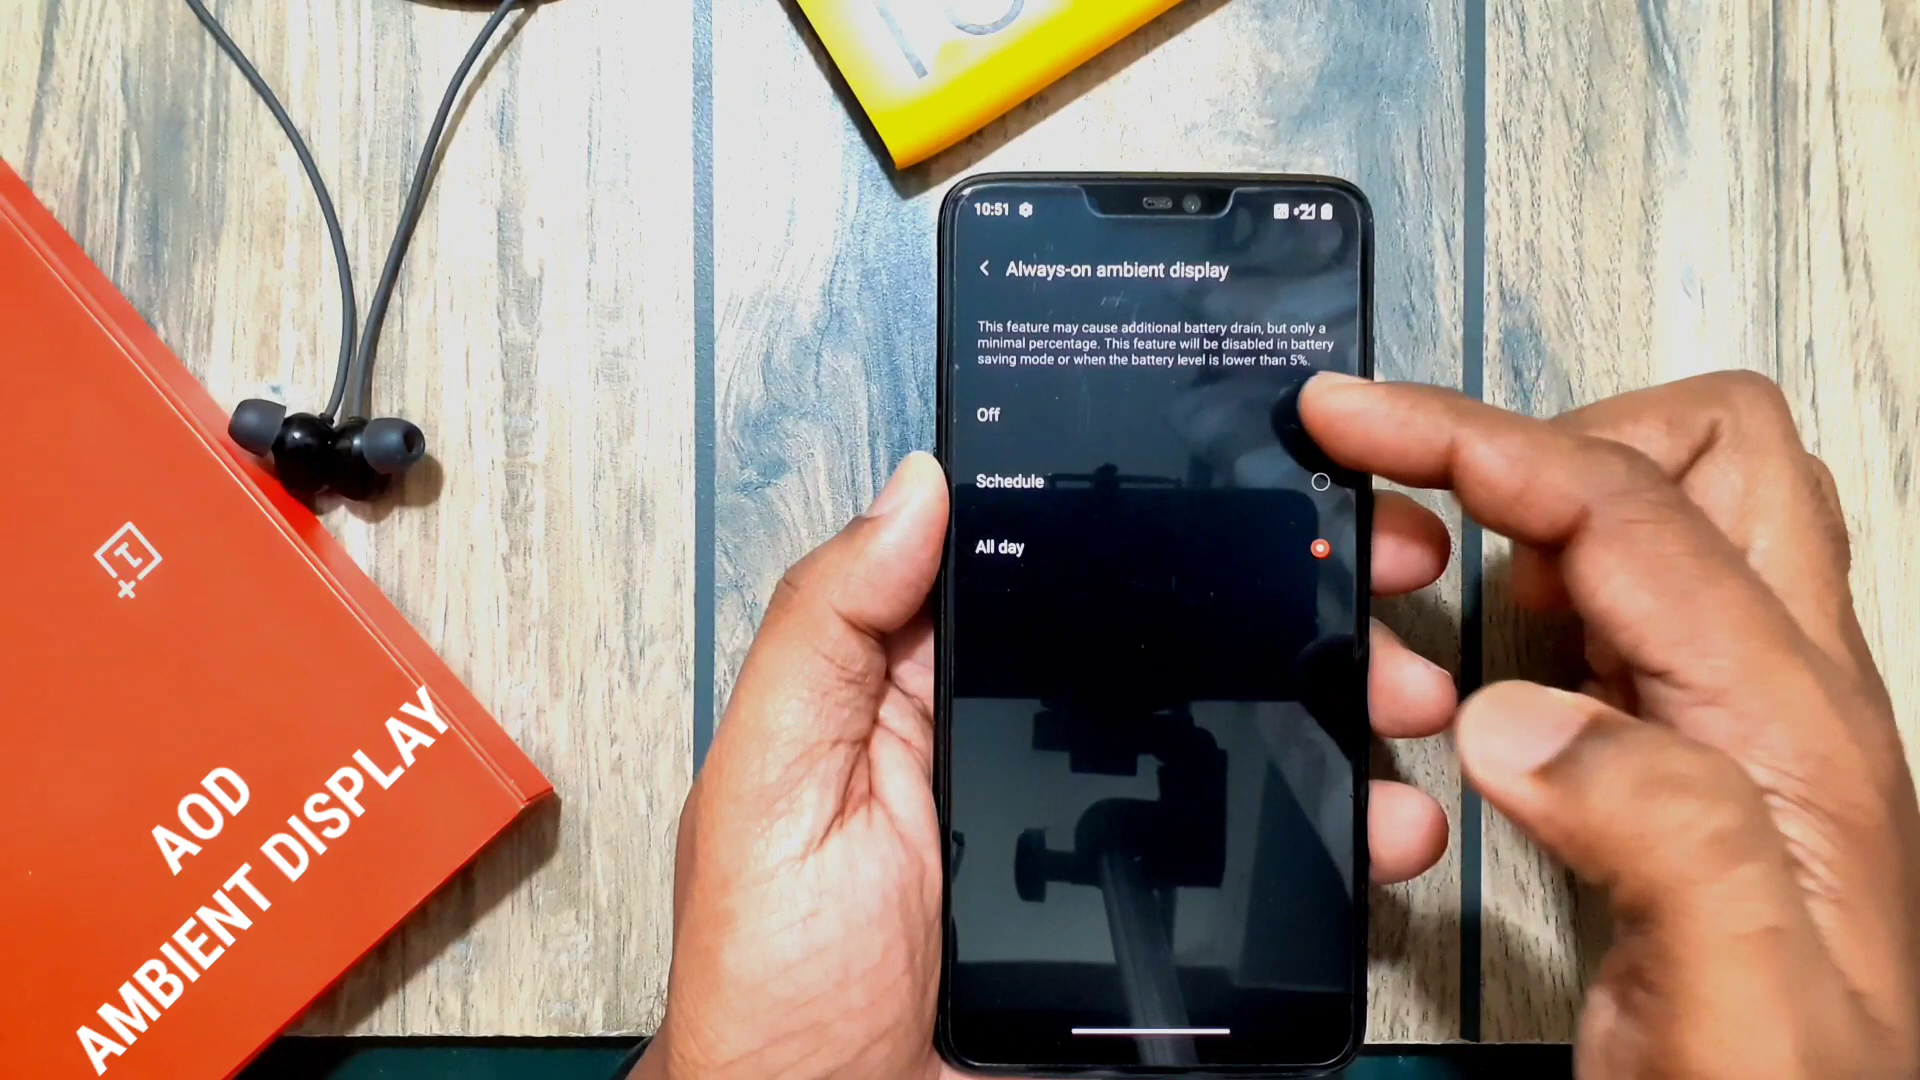 10:51
Always-on ambient display
This feature may cause additional battery drain, but only a
minimal percentage. This feature will be disabled in battery
saving mode or when the battery level is lower than 5%.
Off
Schedule
All day
AOD
AMBIENT DISPLAY